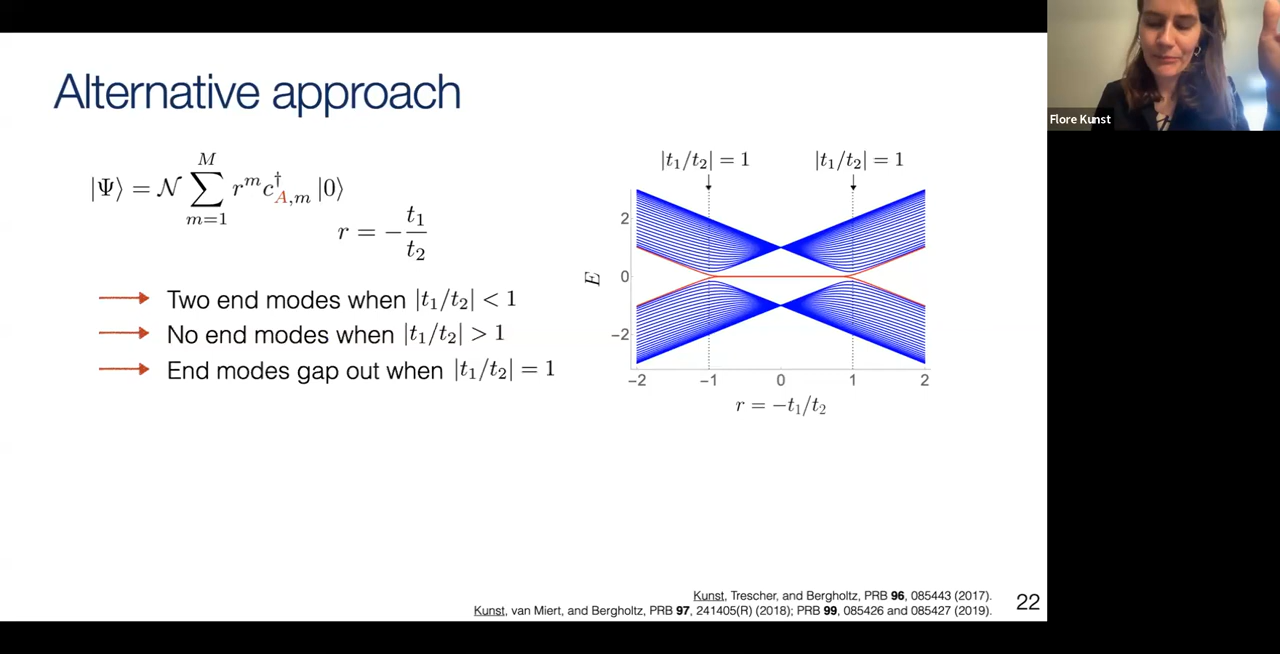 Alternative approach
|Ψ⟩ = 𝒩 ∑_{m=1}^{M} r^m c^†_{A,m} |0⟩
r = −t₁/t₂
Two end modes when |t₁/t₂| < 1
No end modes when |t₁/t₂| > 1
End modes gap out when |t₁/t₂| = 1
|t₁/t₂| = 1 |t₁/t₂| = 1
2
0
−2
E
−2 −1 0 1 2
r = −t₁/t₂
Kunst, Trescher, and Bergholtz, PRB 96, 085443 (2017).
Kunst, van Miert, and Bergholtz, PRB 97, 241405(R) (2018); PRB 99, 085426 and 085427 (2019).
22
Flore Kunst